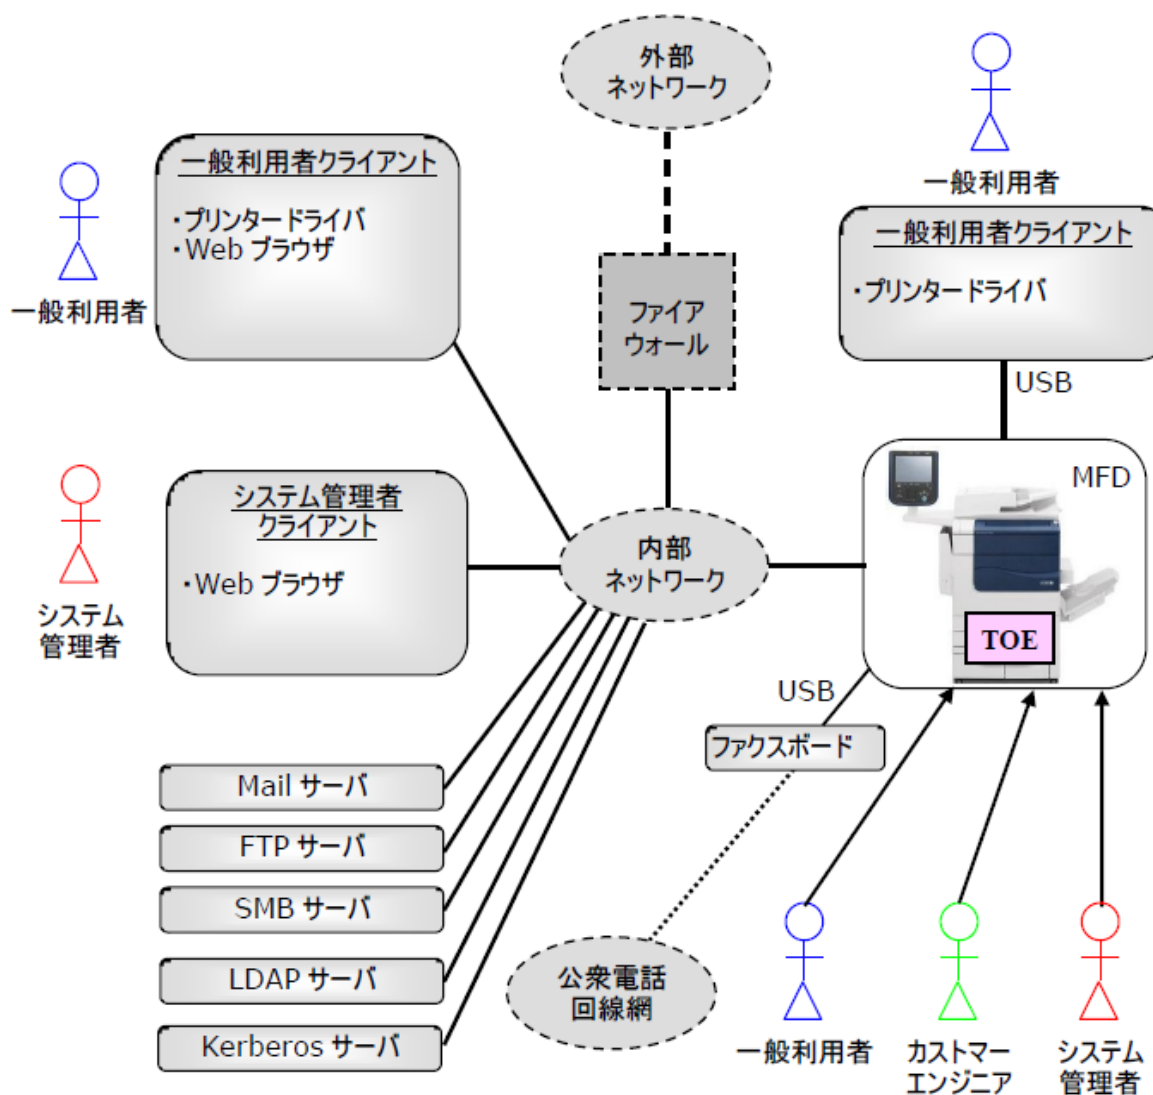 外部
ネットワーク
一般利用者
一般利用者クライアント
・プリンタードライバ
・Web ブラウザ
一般利用者
一般利用者クライアント
・プリンタードライバ
ファイア
ウォール
USB
MFD
システム管理者
クライアント
・Web ブラウザ
システム
管理者
内部
ネットワーク
TOE
USB
ファクスボード
Mail サーバ
FTP サーバ
SMB サーバ
LDAP サーバ
Kerberos サーバ
公衆電話
回線網
一般利用者
カストマー
エンジニア
システム
管理者